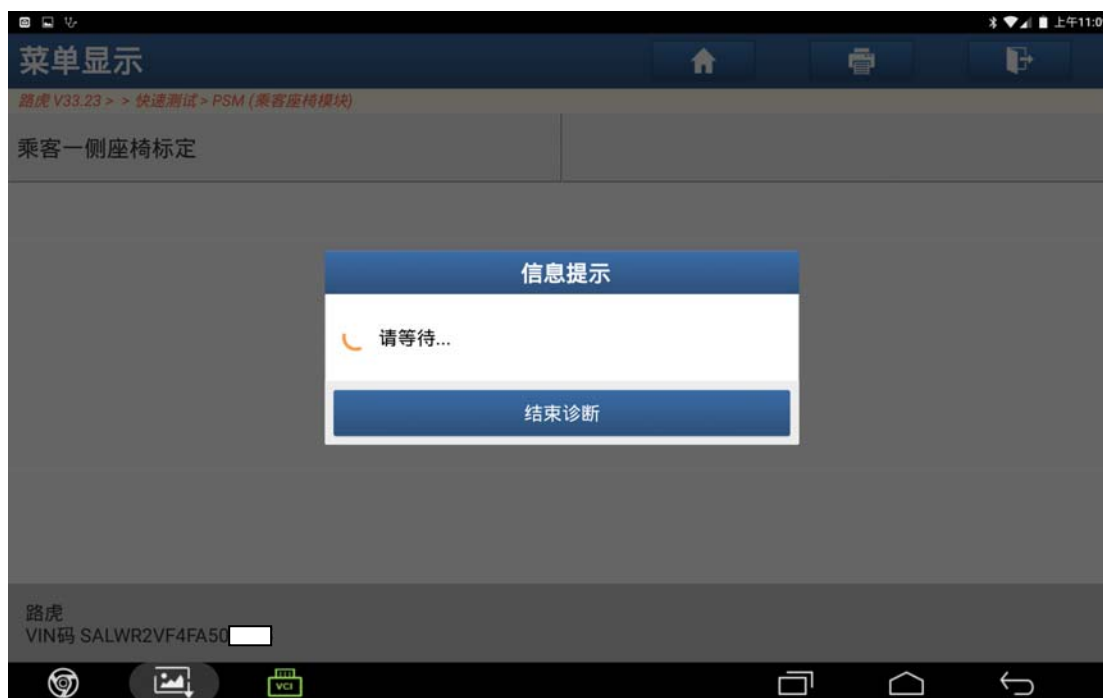 上午11:0
菜单显示
路虎 V33.23 > > 快速测试 > PSM (乘客座椅模块)
乘客一侧座椅标定
信息提示
请等待...
结束诊断
路虎
VIN码 SALWR2VF4FA50
VCI